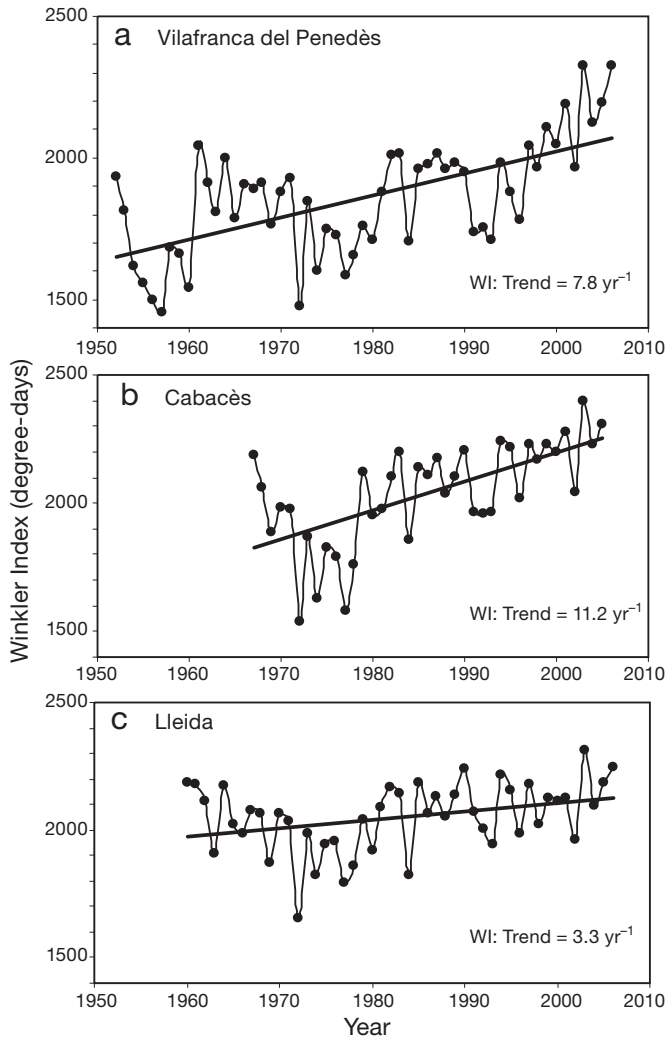 2500
a Vilafranca del Penedès
2000
1500
WI: Trend = 7.8 yr⁻¹
1950 1960 1970 1980 1990 2000 2010
2500
b Cabacès
2000
1500
WI: Trend = 11.2 yr⁻¹
1950 1960 1970 1980 1990 2000 2010
2500
c Lleida
2000
1500
WI: Trend = 3.3 yr⁻¹
1950 1960 1970 1980 1990 2000 2010
Year
Winkler Index (degree-days)